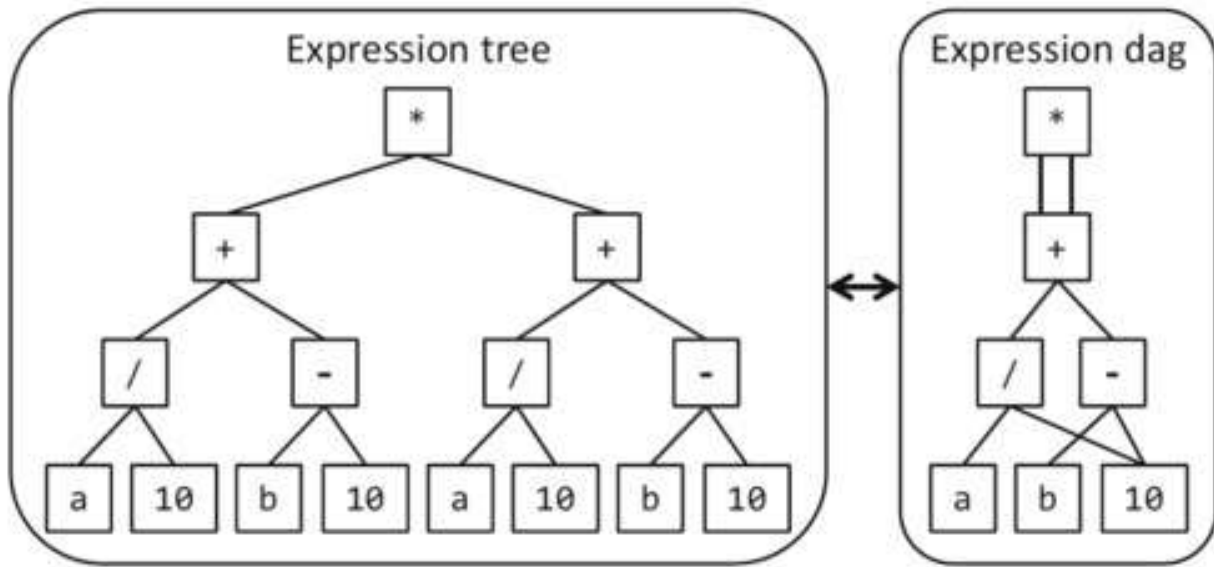 Expression tree
*
+ +
/ - / -
a 10 b 10 a 10 b 10
Expression dag
*
+
/ -
a b 10